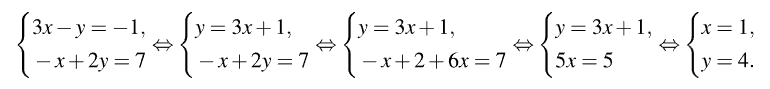 {3x − y = −1, ⇔ {y = 3x + 1, ⇔ {y = 3x + 1, ⇔ {y = 3x + 1, ⇔ {x = 1,
−x + 2y = 7 −x + 2y = 7 −x + 2 + 6x = 7 5x = 5 y = 4.